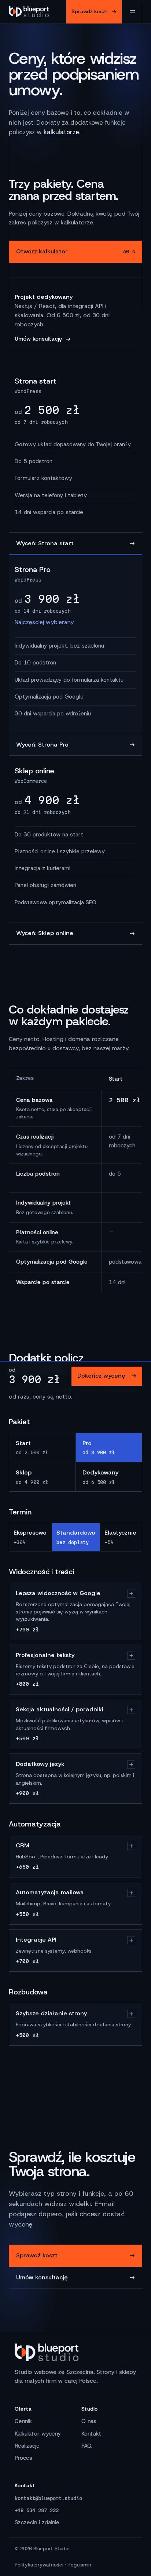 blueport studio
Sprawdź koszt →
Ceny, które widzisz
przed podpisaniem
umowy.
Poniżej ceny bazowe i to, co dokładnie w
nich jest. Dopłaty za dodatkowe funkcje
policzysz w kalkulatorze.
Trzy pakiety. Cena
znana przed startem.
Poniżej ceny bazowe. Dokładną kwotę pod Twój
zakres policzysz w kalkulatorze.
Otwórz kalkulator 60 s
Projekt dedykowany
Next.js / React, dla integracji API i
skalowania. Od 6 500 zł, od 30 dni
roboczych.
Umów konsultację →
Strona start
WordPress
od 2 500 zł
od 7 dni roboczych
Gotowy układ dopasowany do Twojej branży
Do 5 podstron
Formularz kontaktowy
Wersja na telefony i tablety
14 dni wsparcia po starcie
Wyceń: Strona start →
Strona Pro
WordPress
od 3 900 zł
od 14 dni roboczych
Najczęściej wybierany
Indywidualny projekt, bez szablonu
Do 10 podstron
Układ prowadzący do formularza kontaktu
Optymalizacja pod Google
30 dni wsparcia po wdrożeniu
Wyceń: Strona Pro →
Sklep online
WooCommerce
od 4 900 zł
od 21 dni roboczych
Do 30 produktów na start
Płatności online i szybkie przelewy
Integracja z kurierami
Panel obsługi zamówień
Podstawowa optymalizacja SEO
Wyceń: Sklep online →
Co dokładnie dostajesz
w każdym pakiecie.
Ceny netto. Hosting i domena rozliczane
bezpośrednio u dostawcy, bez naszej marży.
Zakres Start
Cena bazowa 2 500 zł
Kwota netto, stała po akceptacji
zakresu.
Czas realizacji od 7 dni
roboczych
Liczony od akceptacji projektu
wizualnego.
Liczba podstron do 5
Indywidualny projekt
Bez gotowego szablonu.
Płatności online
Karta i szybkie przelewy.
Optymalizacja pod Google podstawowa
Wsparcie po starcie 14 dni
Dodatki: policz
od
3 900 zł
Dokończ wycenę →
od razu, ceny są netto.
Pakiet
Start
od 2 500 zł
Pro
od 3 900 zł
Sklep
od 4 900 zł
Dedykowany
od 6 500 zł
Termin
Ekspresowo
+30%
Standardowo
bez dopłaty
Elastycznie
−5%
Widoczność i treści
Lepsza widoczność w Google +
Rozszerzona optymalizacja pomagająca Twojej
stronie pojawiać się wyżej w wynikach
wyszukiwania.
+700 zł
Profesjonalne teksty +
Piszemy teksty podstron za Ciebie, na podstawie
rozmowy o Twojej firmie i klientach.
+800 zł
Sekcja aktualności / poradniki +
Możliwość publikowania artykułów, wpisów i
aktualności firmowych.
+500 zł
Dodatkowy język +
Strona dostępna w kolejnym języku, np. polskim i
angielskim.
+900 zł
Automatyzacja
CRM +
HubSpot, Pipedrive: formularze i leady
+650 zł
Automatyzacja mailowa +
Mailchimp, Brevo: kampanie i automaty
+550 zł
Integracje API +
Zewnętrzne systemy, webhooks
+700 zł
Rozbudowa
Szybsze działanie strony +
Poprawa szybkości i stabilności działania strony.
+500 zł
Sprawdź, ile kosztuje
Twoja strona.
Wybierasz typ strony i funkcje, a po 60
sekundach widzisz widełki. E-mail
podajesz dopiero, jeśli chcesz dostać
wycenę.
Sprawdź koszt →
Umów konsultację →
blueport studio
Studio webowe ze Szczecina. Strony i sklepy
dla małych firm w całej Polsce.
Oferta
Cennik
Kalkulator wyceny
Realizacje
Proces
Studio
O nas
Kontakt
FAQ
Kontakt
kontakt@blueport.studio
+48 534 287 233
Szczecin i zdalnie
© 2026 Blueport Studio
Polityka prywatności · Regulamin